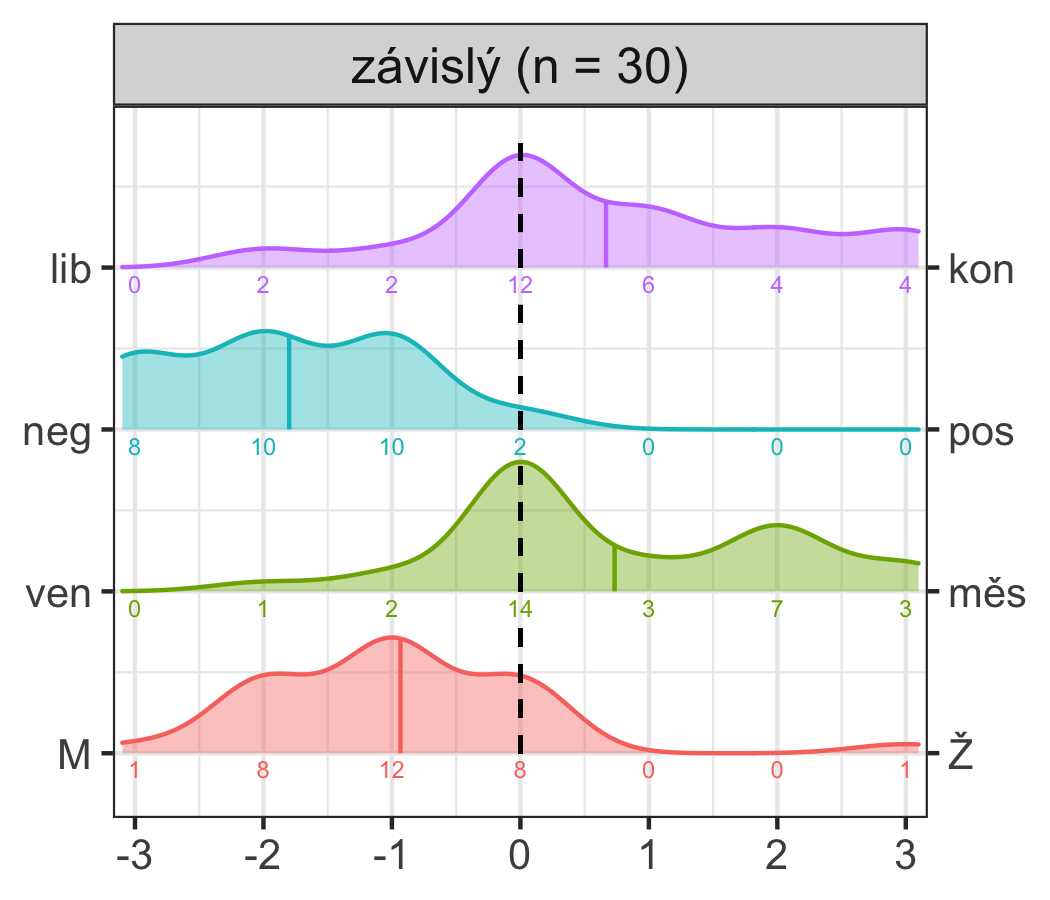 závislý (n = 30)
lib kon
0 2 2 12 6 4 4
neg pos
8 10 10 2 0 0 0
ven měs
0 1 2 14 3 7 3
M Ž
1 8 12 8 0 0 1
-3 -2 -1 0 1 2 3